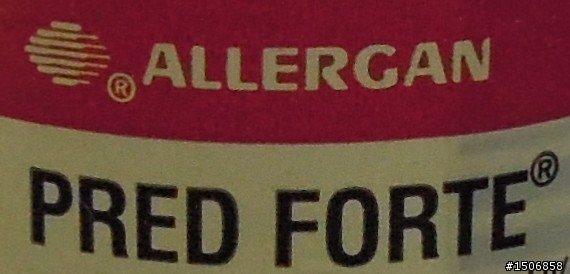 ® ALLERGAN
PRED FORTE®
#1506858